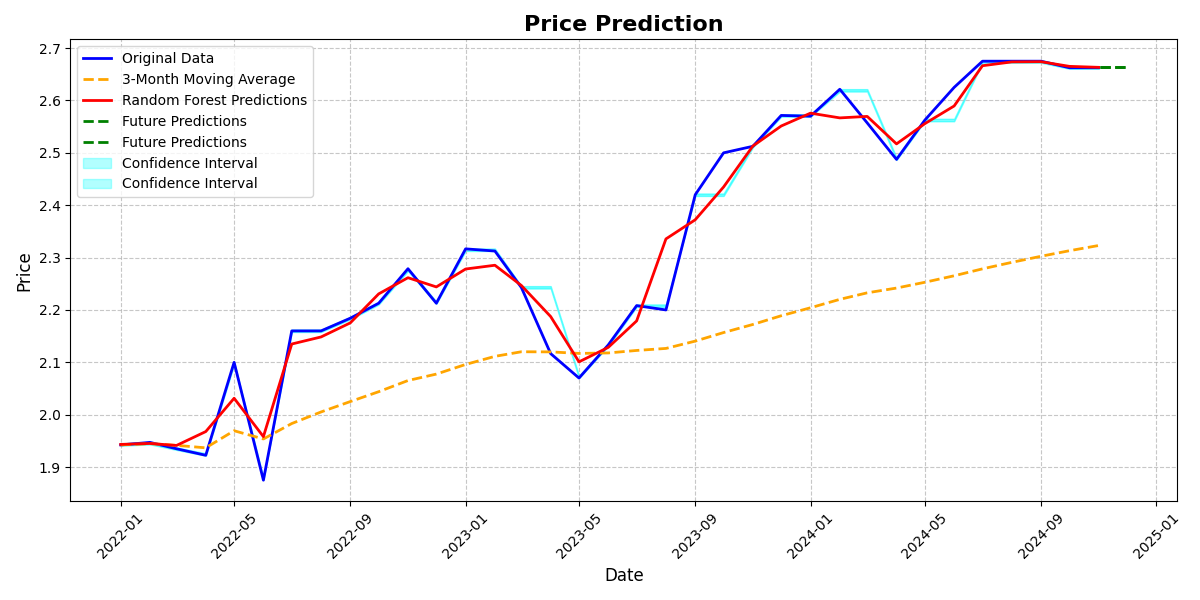 Price Prediction
Original Data
3-Month Moving Average
Random Forest Predictions
Future Predictions
Future Predictions
Confidence Interval
Confidence Interval
Price
2.7
2.6
2.5
2.4
2.3
2.2
2.1
2.0
1.9
2022-01
2022-05
2022-09
2023-01
2023-05
2023-09
2024-01
2024-05
2024-09
2025-01
Date